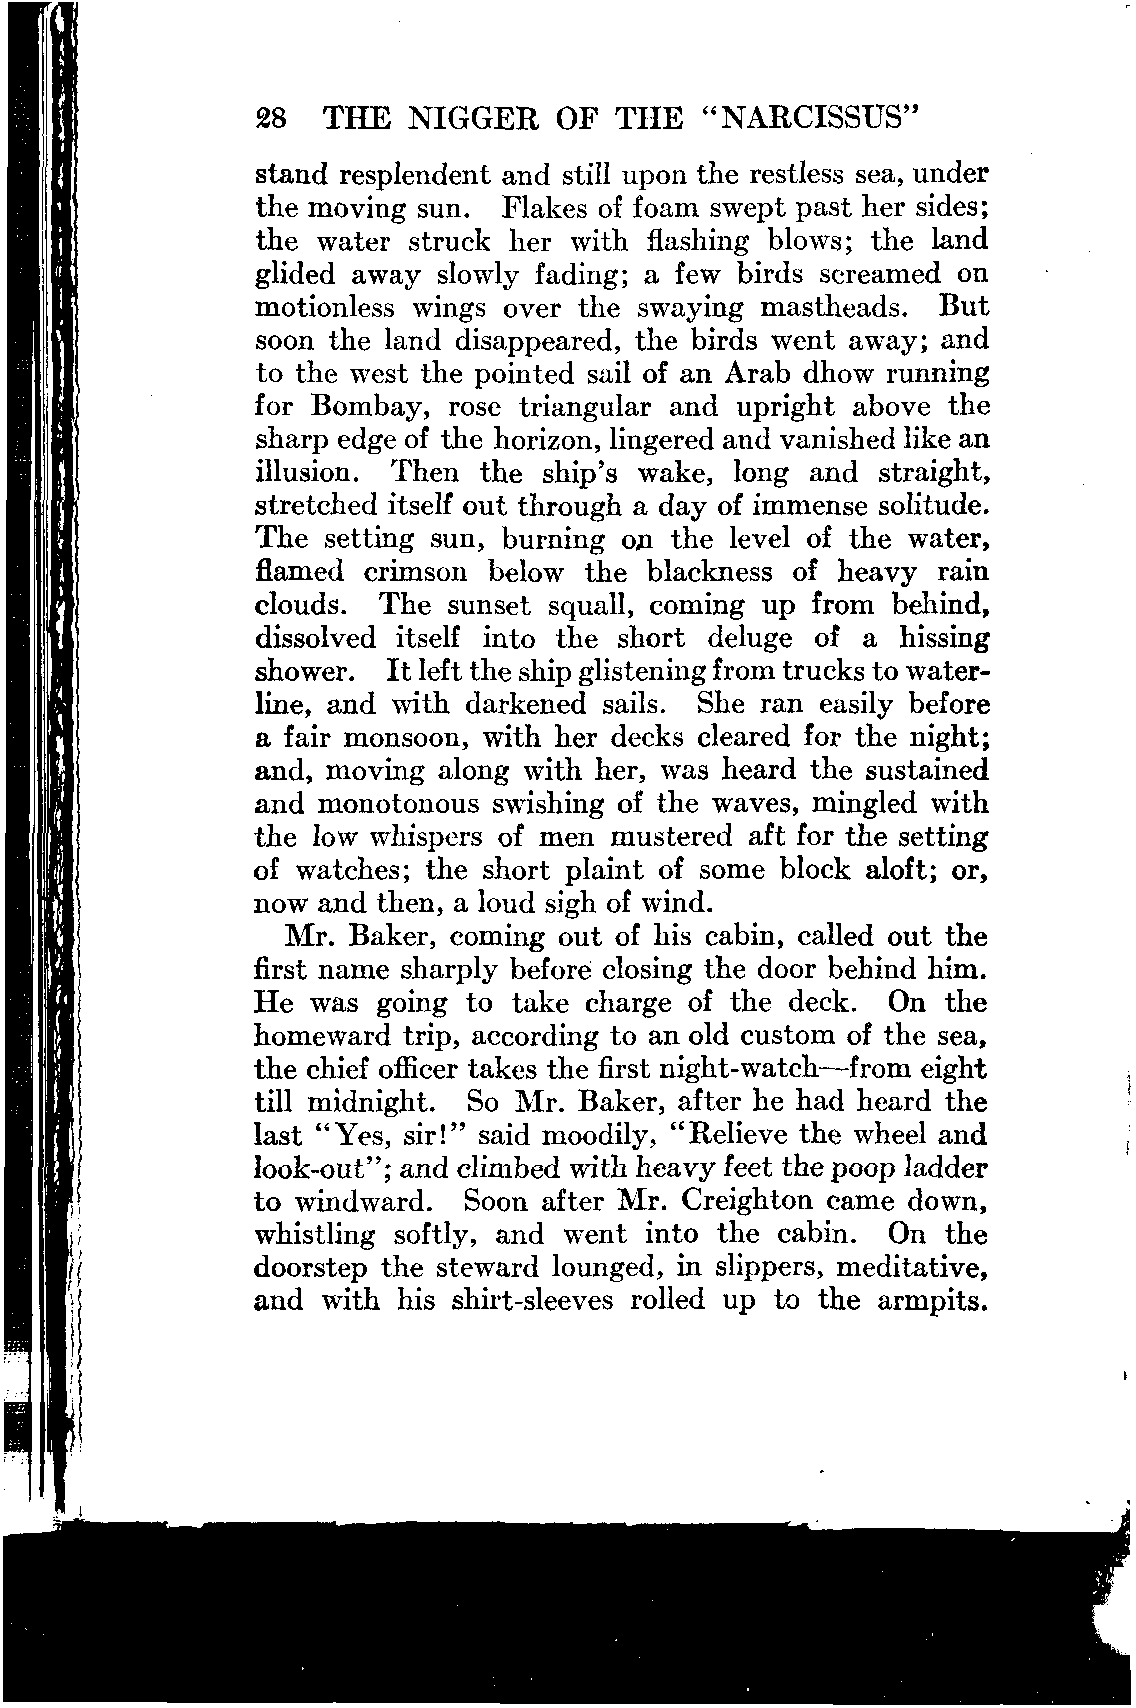 28 THE NIGGER OF THE “NARCISSUS”
stand resplendent and still upon the restless sea, under
the moving sun. Flakes of foam swept past her sides;
the water struck her with flashing blows; the land
glided away slowly fading; a few birds screamed on
motionless wings over the swaying mastheads. But
soon the land disappeared, the birds went away; and
to the west the pointed sail of an Arab dhow running
for Bombay, rose triangular and upright above the
sharp edge of the horizon, lingered and vanished like an
illusion. Then the ship’s wake, long and straight,
stretched itself out through a day of immense solitude.
The setting sun, burning on the level of the water,
flamed crimson below the blackness of heavy rain
clouds. The sunset squall, coming up from behind,
dissolved itself into the short deluge of a hissing
shower. It left the ship glistening from trucks to water-
line, and with darkened sails. She ran easily before
a fair monsoon, with her decks cleared for the night;
and, moving along with her, was heard the sustained
and monotonous swishing of the waves, mingled with
the low whispers of men mustered aft for the setting
of watches; the short plaint of some block aloft; or,
now and then, a loud sigh of wind.
Mr. Baker, coming out of his cabin, called out the
first name sharply before closing the door behind him.
He was going to take charge of the deck. On the
homeward trip, according to an old custom of the sea,
the chief officer takes the first night-watch—from eight
till midnight. So Mr. Baker, after he had heard the
last “Yes, sir!” said moodily, “Relieve the wheel and
look-out”; and climbed with heavy feet the poop ladder
to windward. Soon after Mr. Creighton came down,
whistling softly, and went into the cabin. On the
doorstep the steward lounged, in slippers, meditative,
and with his shirt-sleeves rolled up to the armpits.